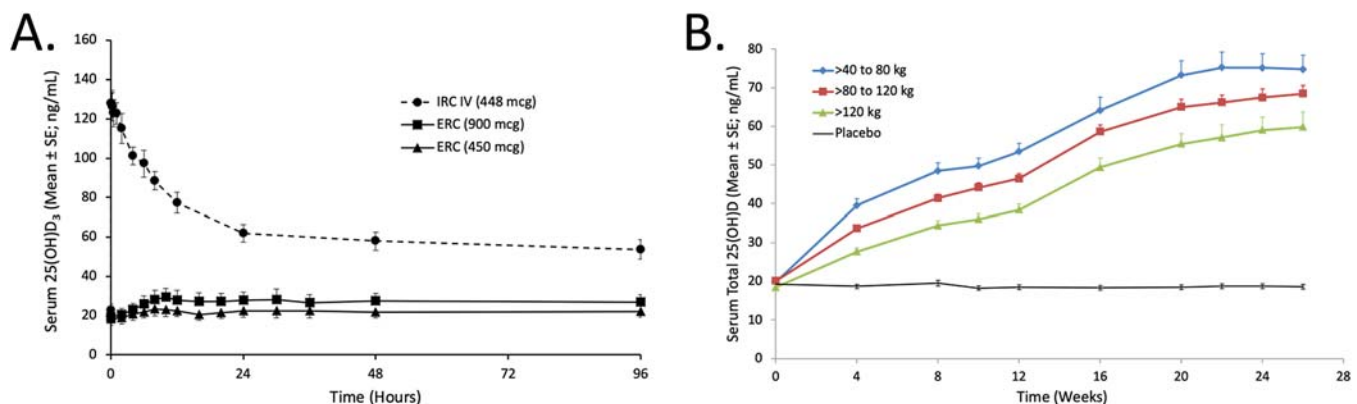 A.
Serum 25(OH)D₃ (Mean ± SE; ng/mL)
160
140
120
100
80
60
40
20
0
IRC IV (448 mcg)
ERC (900 mcg)
ERC (450 mcg)
0
24
48
72
96
Time (Hours)
B.
Serum Total 25(OH)D (Mean ± SE; ng/mL)
80
70
60
50
40
30
20
10
0
>40 to 80 kg
>80 to 120 kg
>120 kg
Placebo
0
4
8
12
16
20
24
28
Time (Weeks)